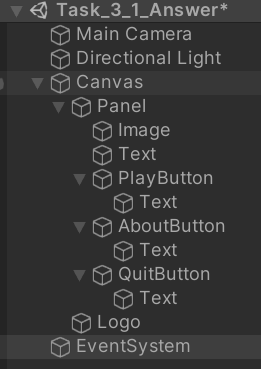 Task_3_1_Answer*
Main Camera
Directional Light
Canvas
Panel
Image
Text
PlayButton
Text
AboutButton
Text
QuitButton
Text
Logo
EventSystem